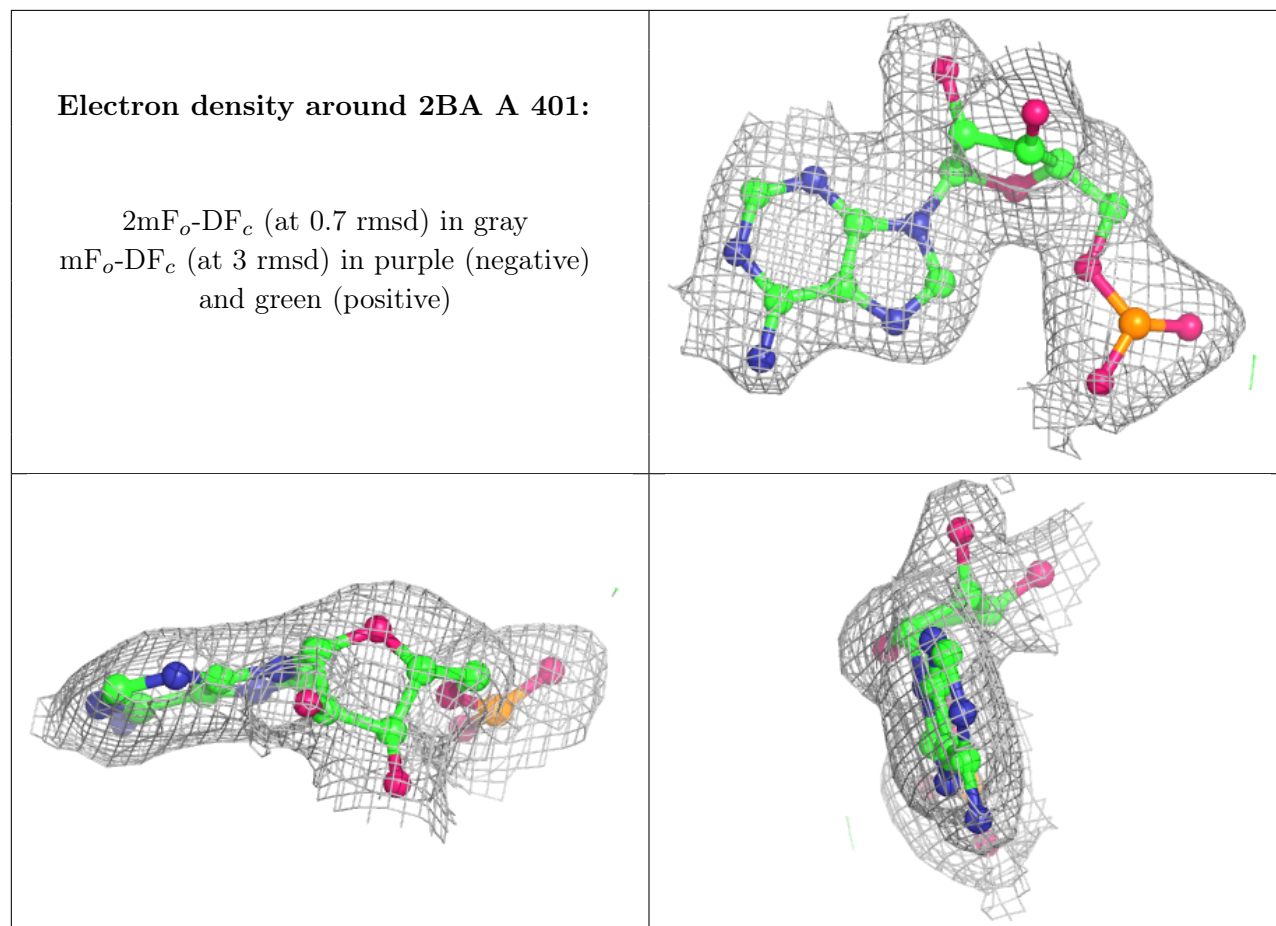 Electron density around 2BA A 401:
2mFₒ-DF𝒸 (at 0.7 rmsd) in gray
mFₒ-DF𝒸 (at 3 rmsd) in purple (negative)
and green (positive)